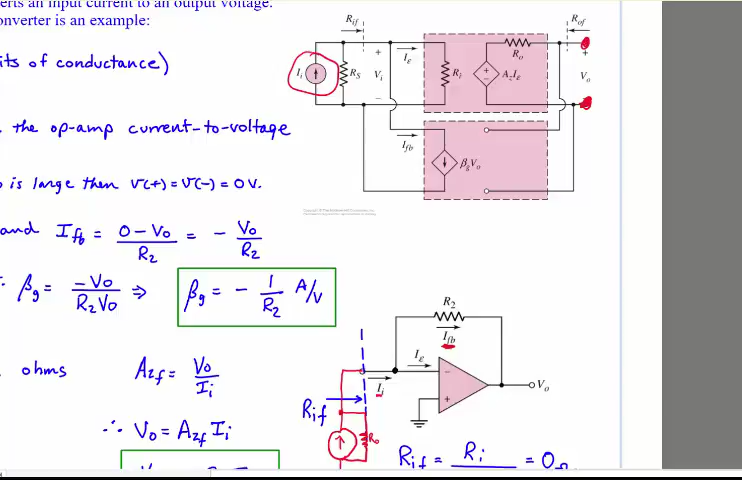 erts an input current to an output voltage.
onverter is an example:
its of conductance)
the op-amp current-to-voltage
is large then V(+) = V(-) = 0 V.
and Ifb = 0 - Vo / R2 = - Vo / R2
βg = -Vo / R2 Vo ⇒ βg = - 1 / R2 A/V
ohms Azf = Vo / Ii
∴ Vo = Azf Ii
Rif
Rof
Iε
Ro
+
+
Ii
RS
Vi
Ri
+
−
AzIε
Vo
−
−
Ifb
βgVo
R2
Ifb
Iε
Ii
−
+
Vo
Rif
Ro
Rif = Ri = 0